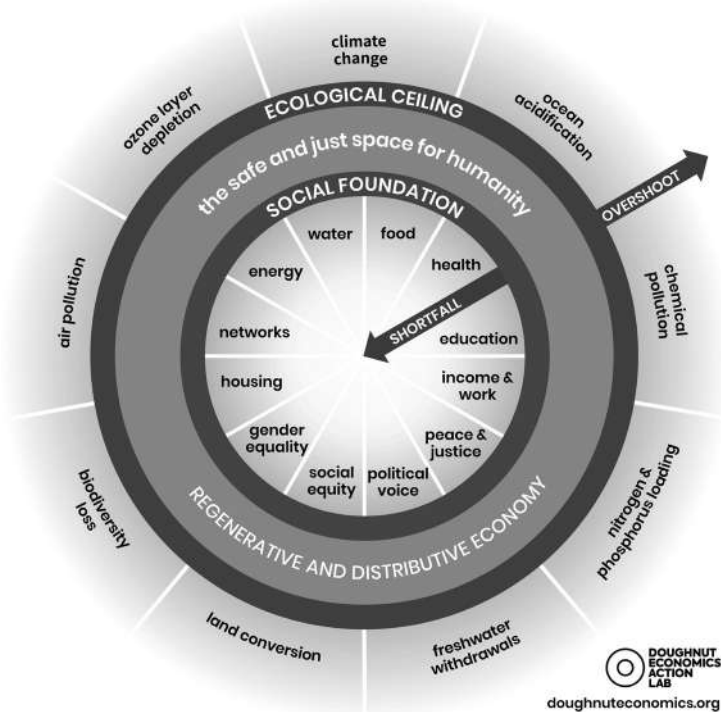 climate
change
ozone layer
depletion
ocean
acidification
ECOLOGICAL CEILING
the safe and just space for humanity
OVERSHOOT
SOCIAL FOUNDATION
water
food
energy
health
SHORTFALL
air pollution
chemical
pollution
networks
education
housing
income &
work
gender
equality
peace &
justice
social
equity
political
voice
biodiversity
loss
nitrogen &
phosphorus loading
REGENERATIVE AND DISTRIBUTIVE ECONOMY
land conversion
freshwater
withdrawals
DOUGHNUT
ECONOMICS
ACTION
LAB
doughnuteconomics.org